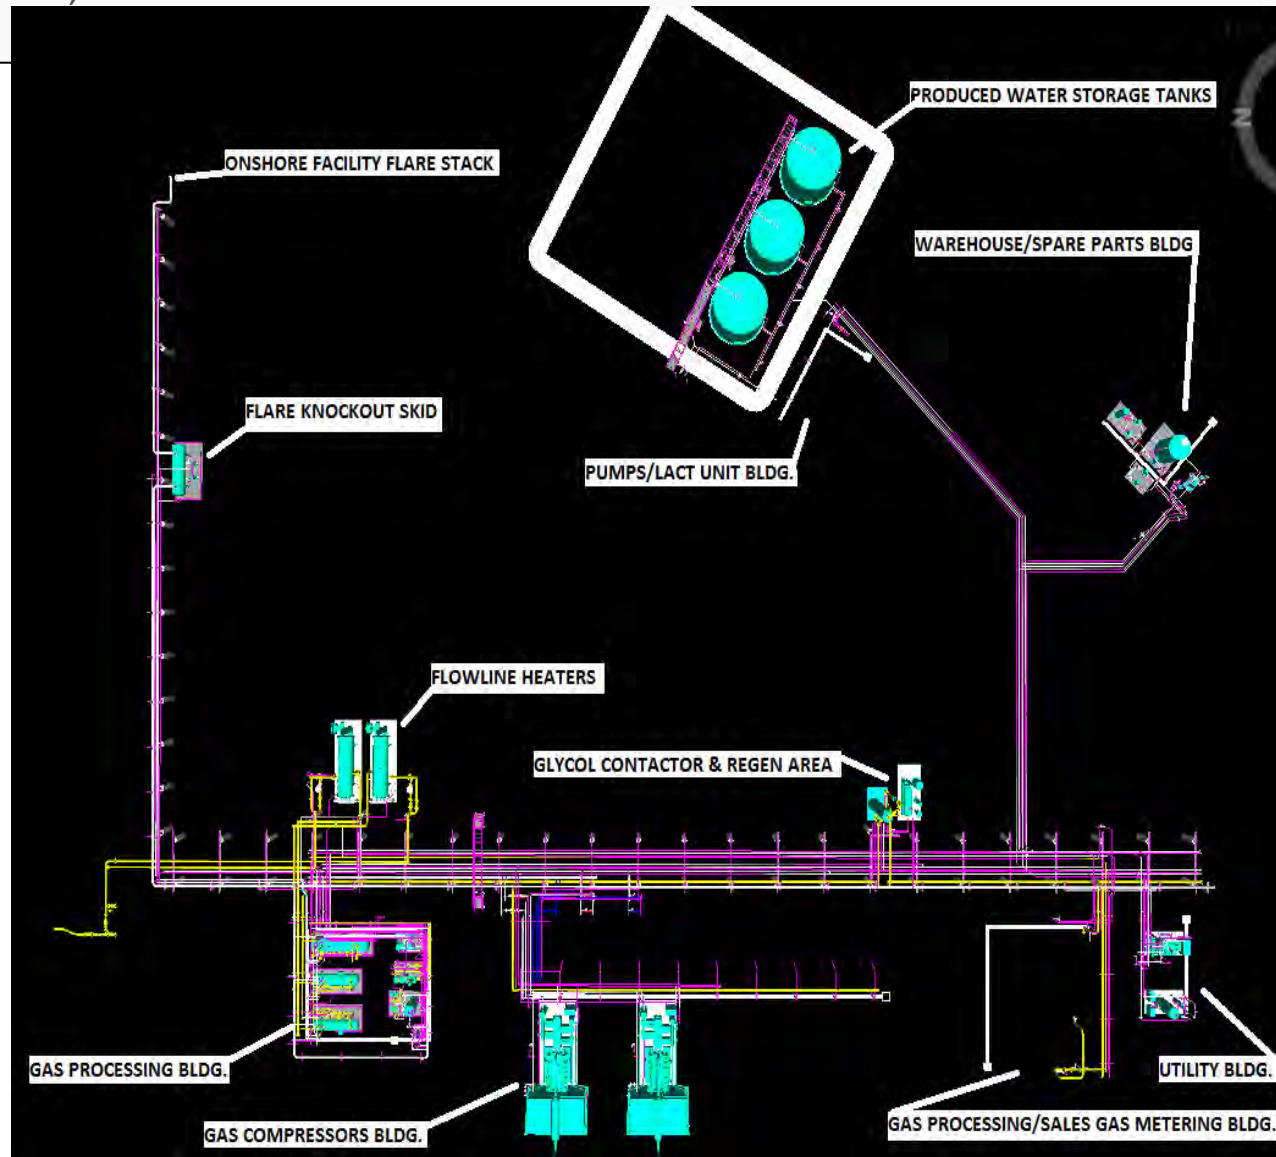 PRODUCED WATER STORAGE TANKS
ONSHORE FACILITY FLARE STACK
WAREHOUSE/SPARE PARTS BLDG
FLARE KNOCKOUT SKID
PUMPS/LACT UNIT BLDG.
FLOWLINE HEATERS
GLYCOL CONTACTOR & REGEN AREA
GAS PROCESSING BLDG.
UTILITY BLDG.
GAS COMPRESSORS BLDG.
GAS PROCESSING/SALES GAS METERING BLDG.
N